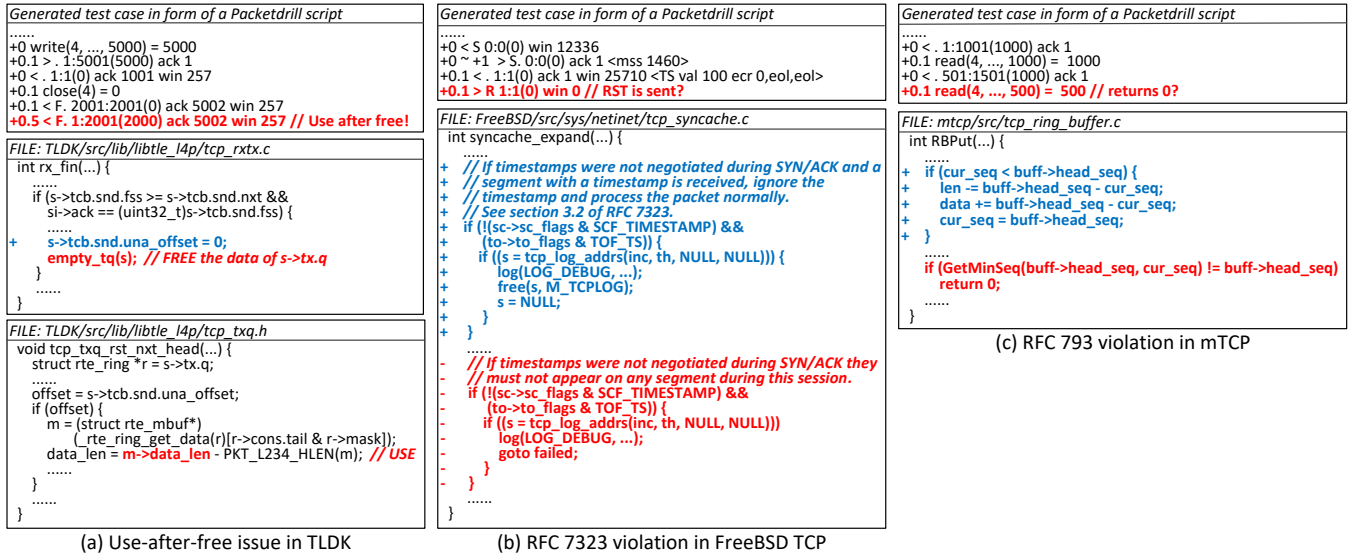 Generated test case in form of a Packetdrill script
......
+0 write(4, ..., 5000) = 5000
+0.1 > . 1:5001(5000) ack 1
+0 < . 1:1(0) ack 1001 win 257
+0.1 close(4) = 0
+0.1 < F. 2001:2001(0) ack 5002 win 257
+0.5 < F. 1:2001(2000) ack 5002 win 257 // Use after free!
FILE: TLDK/src/lib/libtle_l4p/tcp_rxtx.c
int rx_fin(...) {
......
if (s->tcb.snd.fss >= s->tcb.snd.nxt &&
si->ack == (uint32_t)s->tcb.snd.fss) {
......
+ s->tcb.snd.una_offset = 0;
empty_tq(s); // FREE the data of s->tx.q
}
......
}
FILE: TLDK/src/lib/libtle_l4p/tcp_txq.h
void tcp_txq_rst_nxt_head(...) {
struct rte_ring *r = s->tx.q;
......
offset = s->tcb.snd.una_offset;
if (offset) {
m = (struct rte_mbuf*)
(_rte_ring_get_data(r)[r->cons.tail & r->mask]);
data_len = m->data_len - PKT_L234_HLEN(m); // USE
......
}
......
}
(a) Use-after-free issue in TLDK
Generated test case in form of a Packetdrill script
......
+0 < S 0:0(0) win 12336
+0 ~ +1 > S. 0:0(0) ack 1 <mss 1460>
+0.1 < . 1:1(0) ack 1 win 25710 <TS val 100 ecr 0,eol,eol>
+0.1 > R 1:1(0) win 0 // RST is sent?
FILE: FreeBSD/src/sys/netinet/tcp_syncache.c
int syncache_expand(...) {
......
+ // If timestamps were not negotiated during SYN/ACK and a
+ // segment with a timestamp is received, ignore the
+ // timestamp and process the packet normally.
+ // See section 3.2 of RFC 7323.
+ if (!(sc->sc_flags & SCF_TIMESTAMP) &&
+ (to->to_flags & TOF_TS)) {
+ if ((s = tcp_log_addrs(inc, th, NULL, NULL))) {
+ log(LOG_DEBUG, ...);
+ free(s, M_TCPLOG);
+ s = NULL;
+ }
+ }
......
- // If timestamps were not negotiated during SYN/ACK they
- // must not appear on any segment during this session.
- if (!(sc->sc_flags & SCF_TIMESTAMP) &&
- (to->to_flags & TOF_TS)) {
- if ((s = tcp_log_addrs(inc, th, NULL, NULL)))
- log(LOG_DEBUG, ...);
- goto failed;
- }
- }
......
}
(b) RFC 7323 violation in FreeBSD TCP
Generated test case in form of a Packetdrill script
......
+0 < . 1:1001(1000) ack 1
+0.1 read(4, ..., 1000) = 1000
+0 < . 501:1501(1000) ack 1
+0.1 read(4, ..., 500) = 500 // returns 0?
FILE: mtcp/src/tcp_ring_buffer.c
int RBPut(...) {
......
+ if (cur_seq < buff->head_seq) {
+ len -= buff->head_seq - cur_seq;
+ data += buff->head_seq - cur_seq;
+ cur_seq = buff->head_seq;
+ }
......
if (GetMinSeq(buff->head_seq, cur_seq) != buff->head_seq)
return 0;
......
}
(c) RFC 793 violation in mTCP